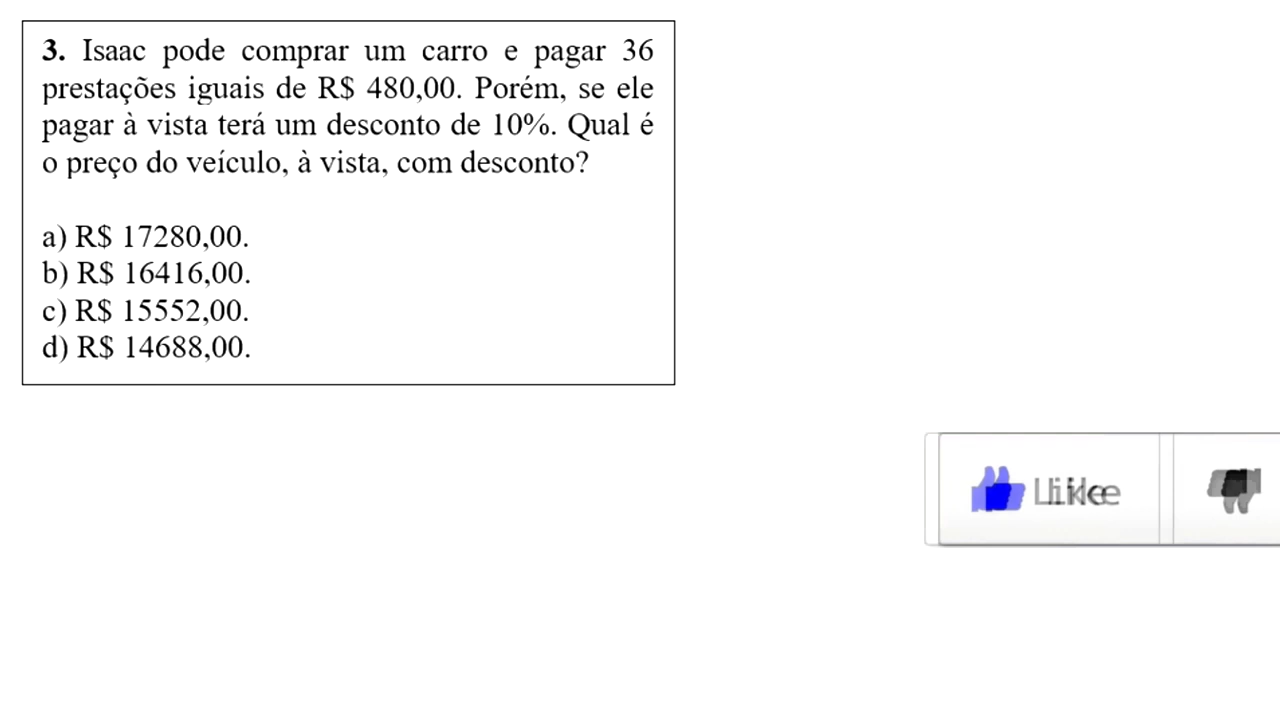 3. Isaac pode comprar um carro e pagar 36
prestações iguais de R$ 480,00. Porém, se ele
pagar à vista terá um desconto de 10%. Qual é
o preço do veículo, à vista, com desconto?
a) R$ 17280,00.
b) R$ 16416,00.
c) R$ 15552,00.
d) R$ 14688,00.
Like